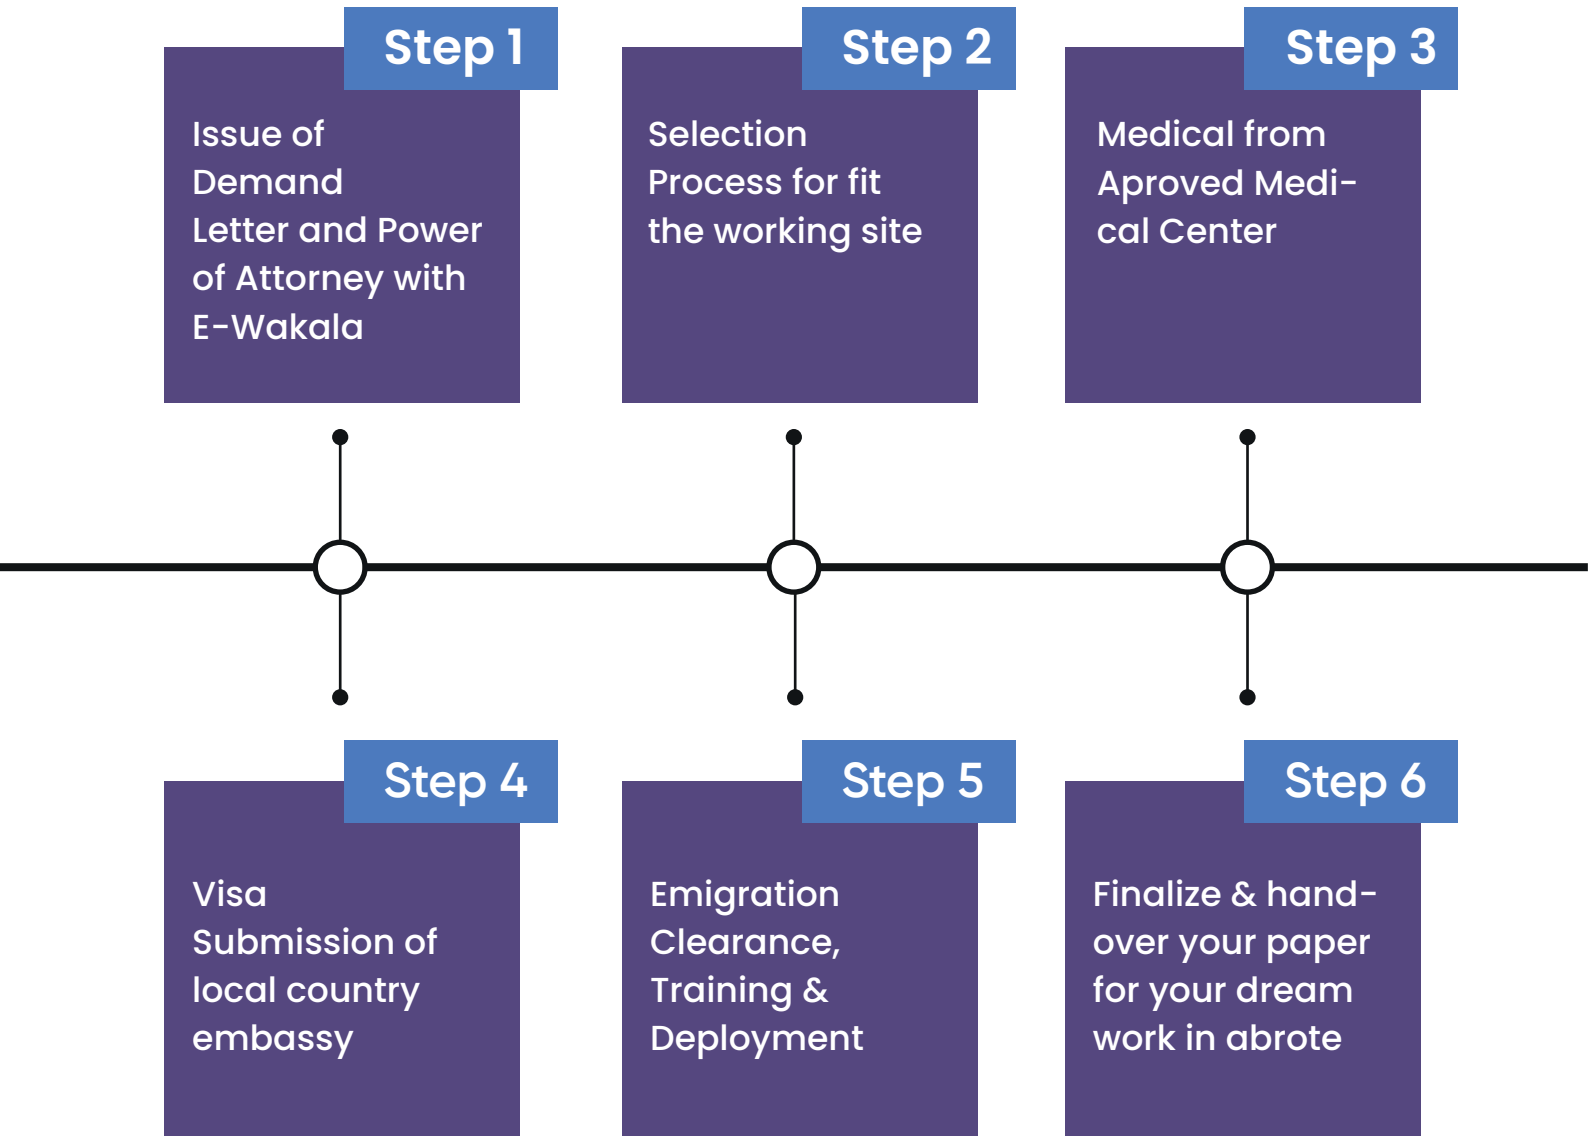 Step 1
Issue of
Demand
Letter and Power
of Attorney with
E-Wakala
Step 2
Selection
Process for fit
the working site
Step 3
Medical from
Aproved Medi-
cal Center
Step 4
Visa
Submission of
local country
embassy
Step 5
Emigration
Clearance,
Training &
Deployment
Step 6
Finalize & hand-
over your paper
for your dream
work in abrote